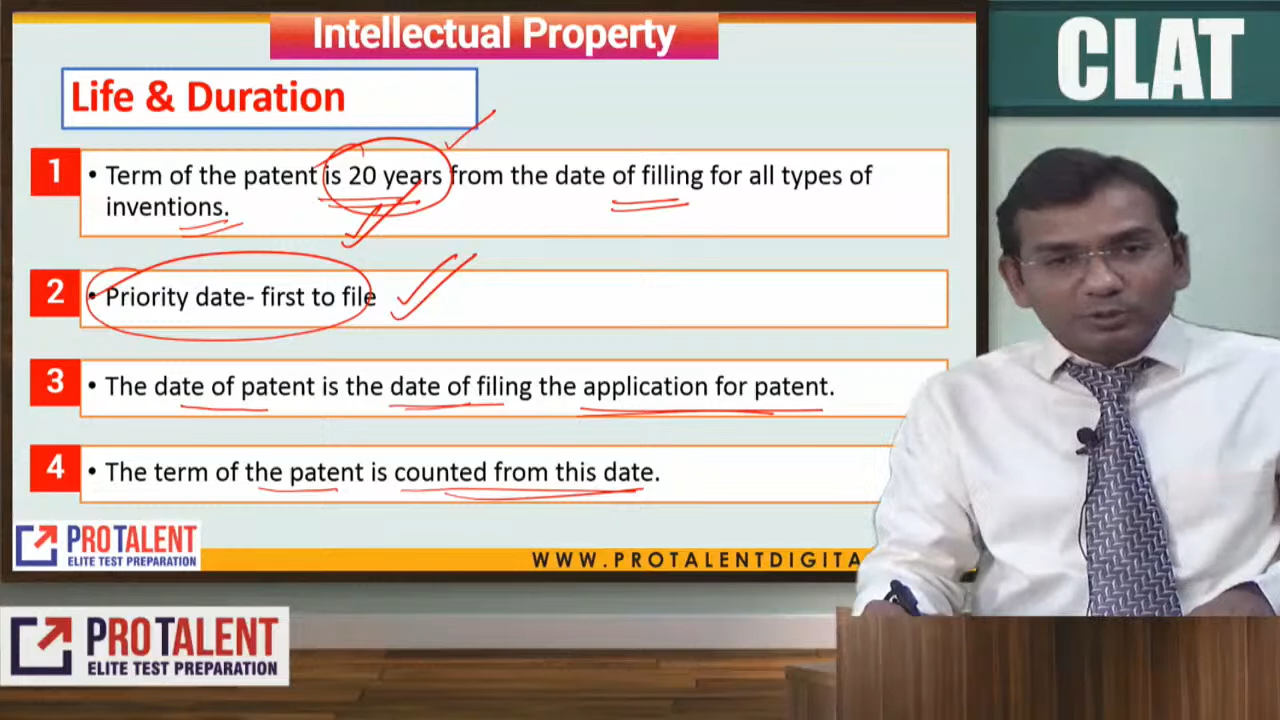 Intellectual Property
CLAT
Life & Duration
1
• Term of the patent is 20 years from the date of filling for all types of
inventions.
2
• Priority date- first to file
3
• The date of patent is the date of filing the application for patent.
4
• The term of the patent is counted from this date.
PROTALENT
ELITE TEST PREPARATION
WWW.PROTALENTDIGITA
PROTALENT
ELITE TEST PREPARATION